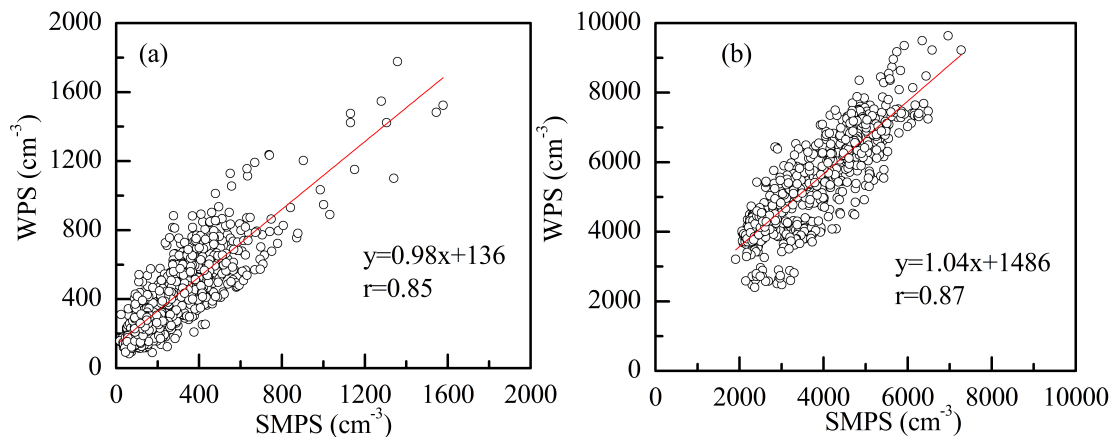 (a)
2000
1600
1200
800
400
0
WPS (cm⁻³)
y=0.98x+136
r=0.85
0 400 800 1200 1600 2000
SMPS (cm⁻³)
(b)
10000
8000
6000
4000
2000
0
WPS (cm⁻³)
y=1.04x+1486
r=0.87
0 2000 4000 6000 8000 10000
SMPS (cm⁻³)